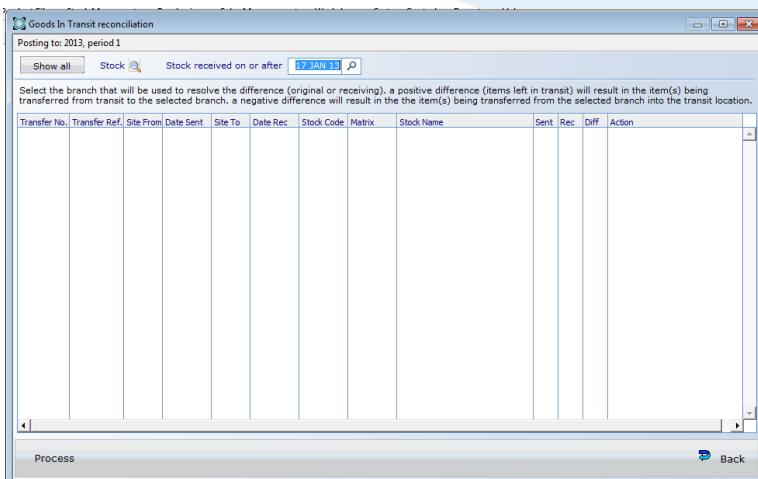 Goods In Transit reconciliation
Posting to: 2013, period 1
Show all Stock Stock received on or after 17 JAN 13
Select the branch that will be used to resolve the difference (original or receiving). a positive difference (items left in transit) will result in the item(s) being
transferred from transit to the selected branch. a negative difference will result in the the item(s) being transferred from the selected branch into the transit location.
Transfer No. Transfer Ref. Site From Date Sent Site To Date Rec Stock Code Matrix Stock Name Sent Rec Diff Action
Process Back